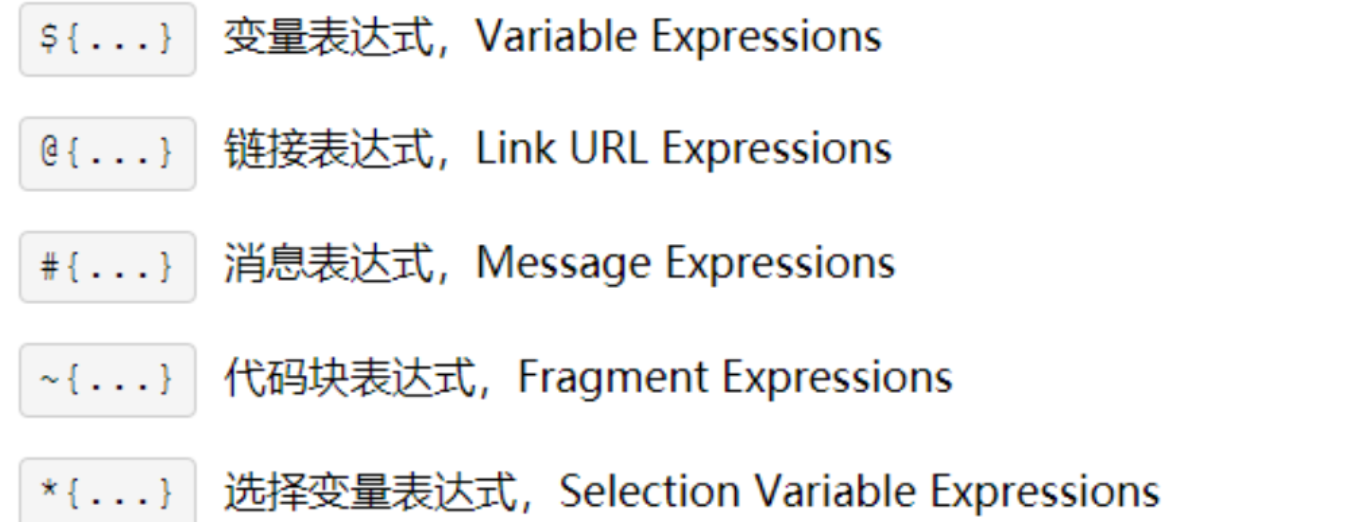 ${...} 变量表达式，Variable Expressions
@{...} 链接表达式，Link URL Expressions
#{...} 消息表达式，Message Expressions
~{...} 代码块表达式，Fragment Expressions
*{...} 选择变量表达式，Selection Variable Expressions